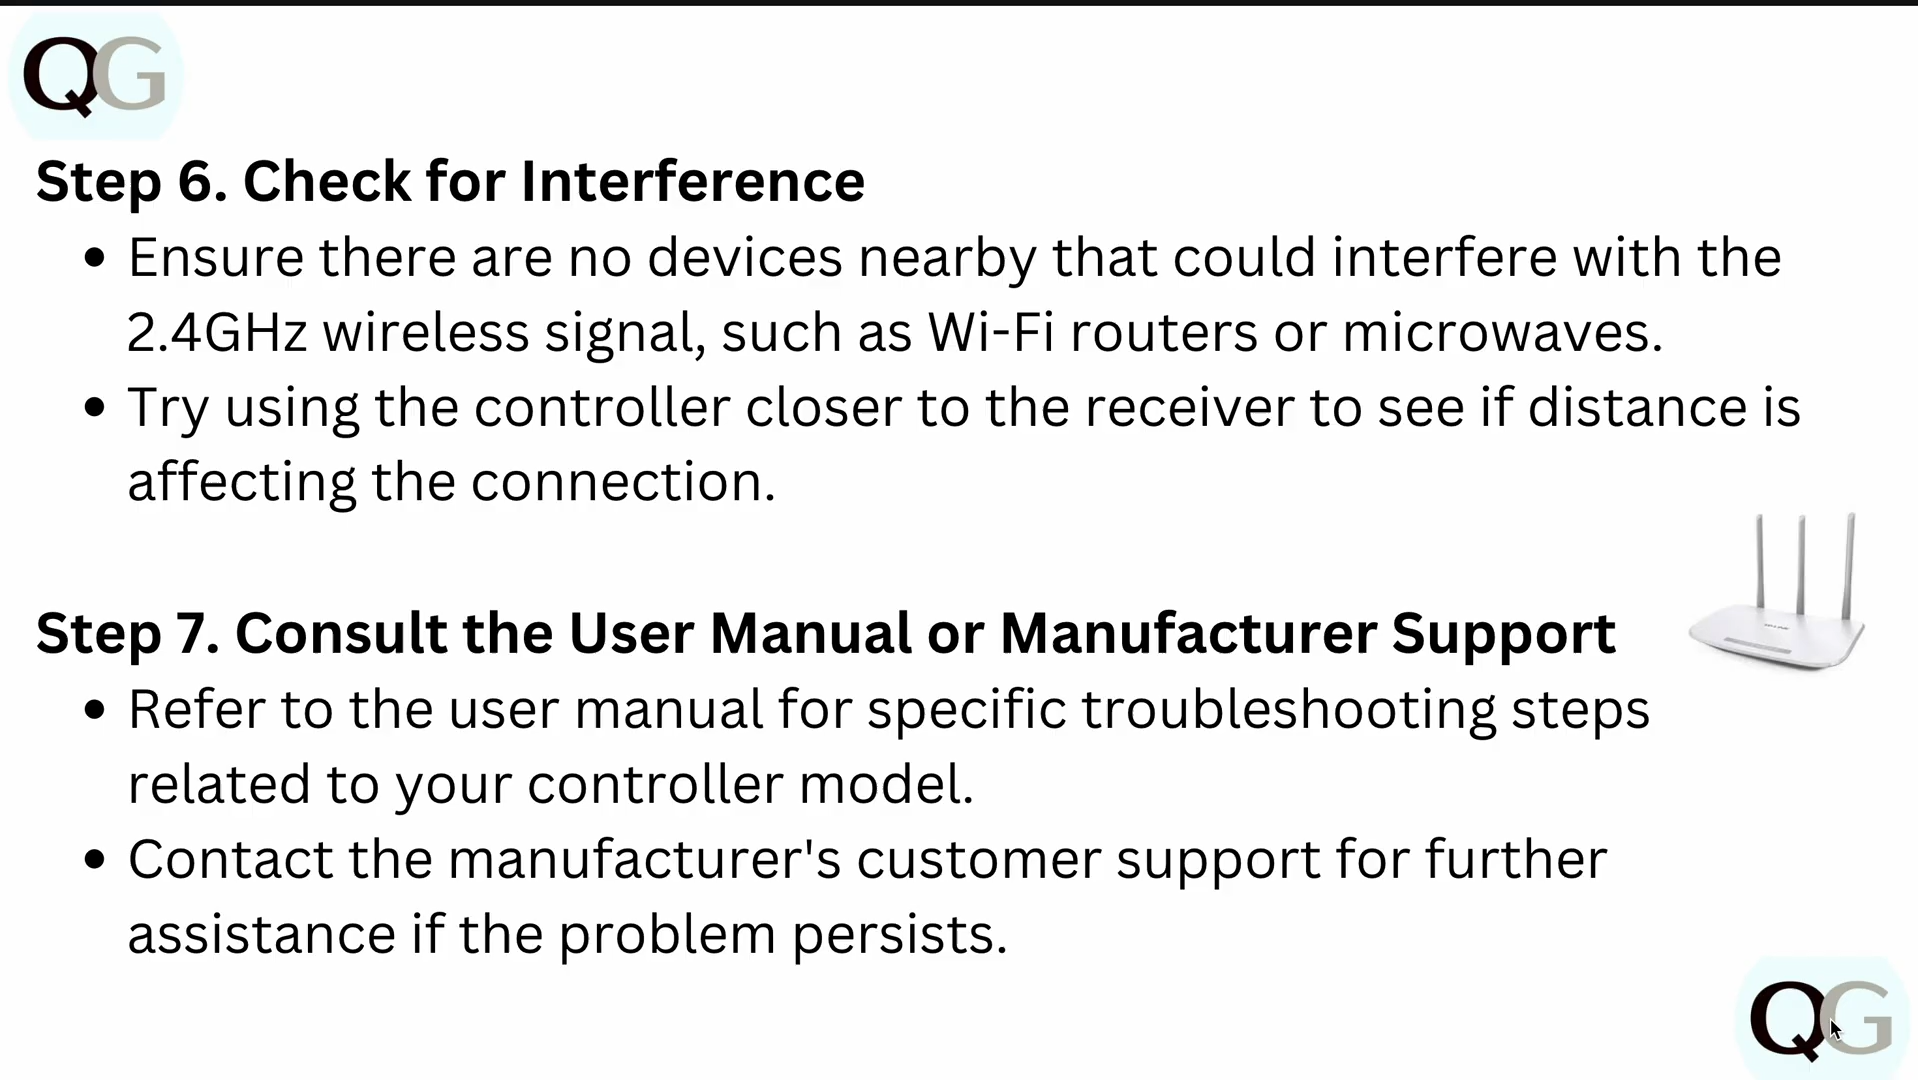 QG
Step 6. Check for Interference
• Ensure there are no devices nearby that could interfere with the
2.4GHz wireless signal, such as Wi-Fi routers or microwaves.
• Try using the controller closer to the receiver to see if distance is
affecting the connection.
Step 7. Consult the User Manual or Manufacturer Support
• Refer to the user manual for specific troubleshooting steps
related to your controller model.
• Contact the manufacturer's customer support for further
assistance if the problem persists.
QG